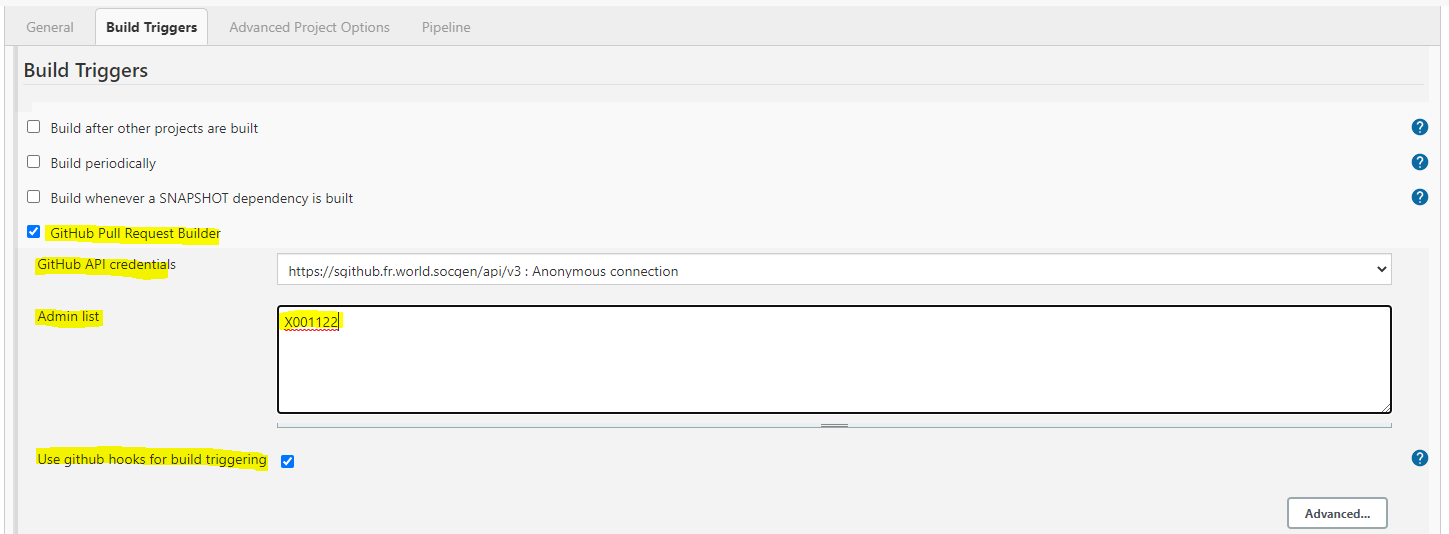 General Build Triggers Advanced Project Options Pipeline
Build Triggers
Build after other projects are built ?
Build periodically ?
Build whenever a SNAPSHOT dependency is built ?
GitHub Pull Request Builder
GitHub API credentials https://sgithub.fr.world.socgen/api/v3 : Anonymous connection
Admin list X001122
Use github hooks for build triggering ?
Advanced...